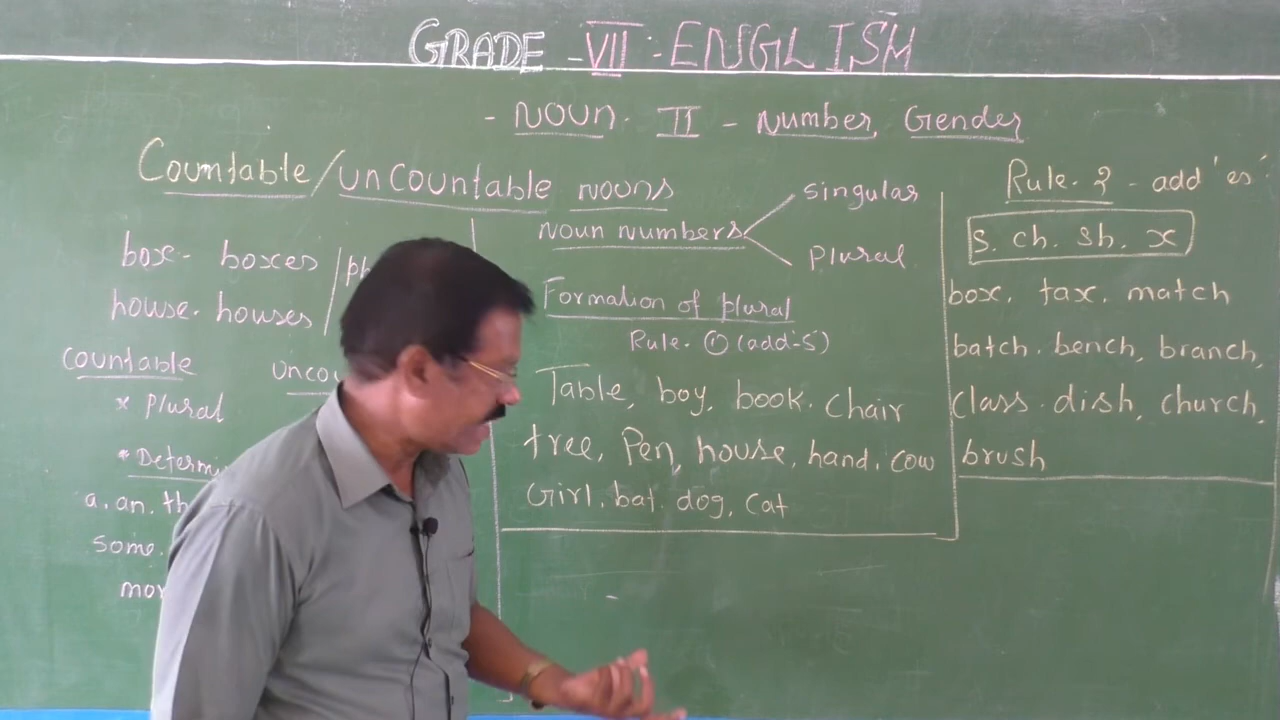 GRADE - VII - ENGLISH
- NOUN. II - Number, Gender
Countable/uncountable nouns
box - boxes
house. houses
countable
* Plural
a. an.
some.
noun numbers
singular
Plural
Formation of plural
Rule. ① (add-S)
Table, boy, book. Chair
tree, Pen, house, hand, cow
Girl, bat. dog, cat
Rule. 2 - add 'es'
s. ch. sh. x
box. tax. match
batch. bench, branch,
class. dish, church,
brush